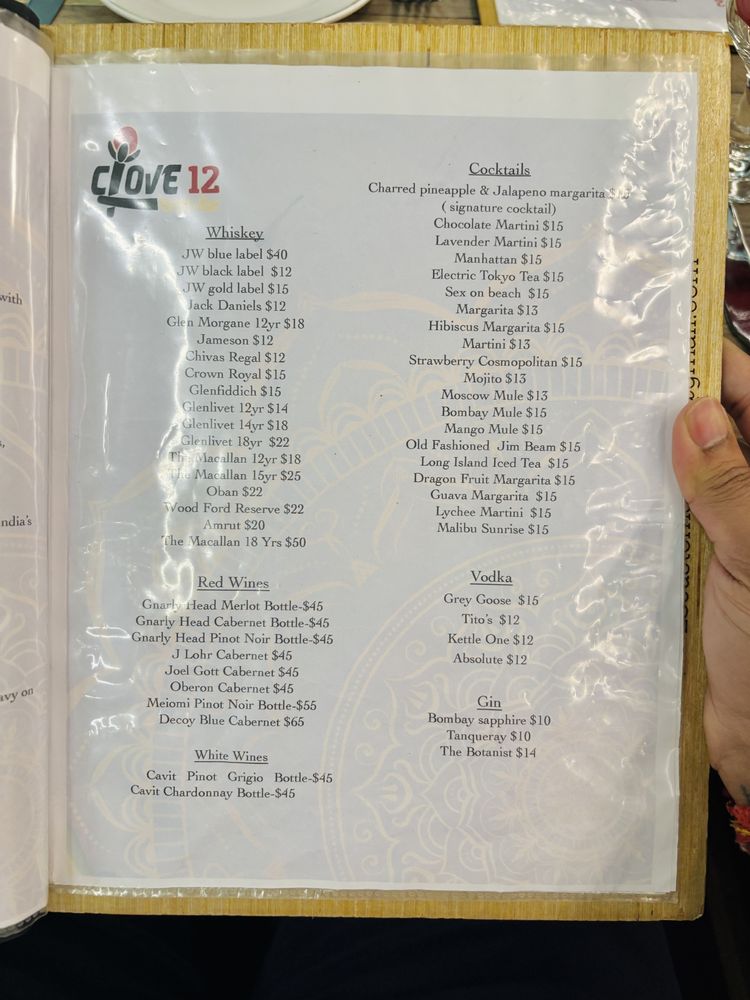 with
ndia's
avy on
CLOVE 12
Whiskey
JW blue label $40
JW black label $12
JW gold label $15
Jack Daniels $12
Glen Morgane 12yr $18
Jameson $12
Chivas Regal $12
Crown Royal $15
Glenfiddich $15
Glenlivet 12yr $14
Glenlivet 14yr $18
Glenlivet 18yr $22
The Macallan 12yr $18
The Macallan 15yr $25
Oban $22
Wood Ford Reserve $22
Amrut $20
The Macallan 18 Yrs $50
Red Wines
Gnarly Head Merlot Bottle-$45
Gnarly Head Cabernet Bottle-$45
Gnarly Head Pinot Noir Bottle-$45
J Lohr Cabernet $45
Joel Gott Cabernet $45
Oberon Cabernet $45
Meiomi Pinot Noir Bottle-$55
Decoy Blue Cabernet $65
White Wines
Cavit Pinot Grigio Bottle-$45
Cavit Chardonnay Bottle-$45
Cocktails
Charred pineapple & Jalapeno margarita
( signature cocktail)
Chocolate Martini $15
Lavender Martini $15
Manhattan $15
Electric Tokyo Tea $15
Sex on beach $15
Margarita $13
Hibiscus Margarita $15
Martini $13
Strawberry Cosmopolitan $15
Mojito $13
Moscow Mule $13
Bombay Mule $15
Mango Mule $15
Old Fashioned Jim Beam $15
Long Island Iced Tea $15
Dragon Fruit Margarita $15
Guava Margarita $15
Lychee Martini $15
Malibu Sunrise $15
Vodka
Grey Goose $15
Tito's $12
Kettle One $12
Absolute $12
Gin
Bombay sapphire $10
Tanqueray $10
The Botanist $14